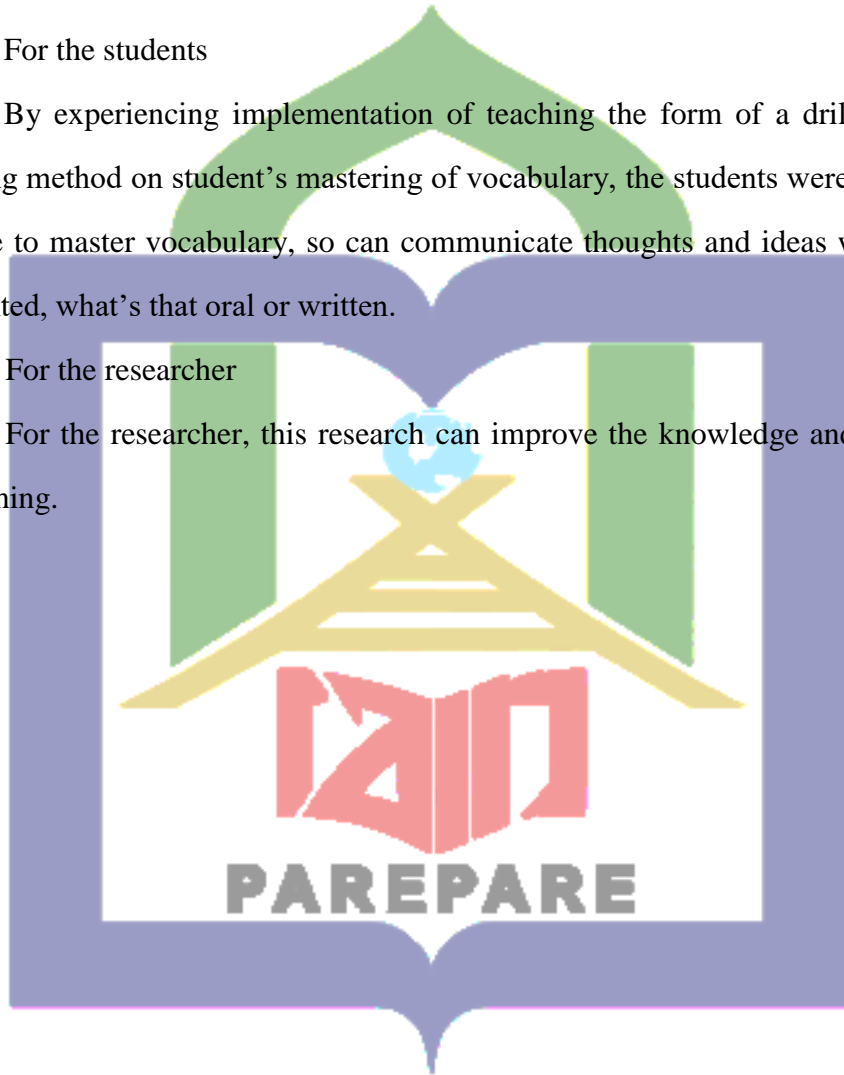 For the students
By experiencing implementation of teaching the form of a dril
g method on student’s mastering of vocabulary, the students were
to master vocabulary, so can communicate thoughts and ideas
ted, what’s that oral or written.
For the researcher
For the researcher, this research can improve the knowledge and
ning.
iain
PAREPARE